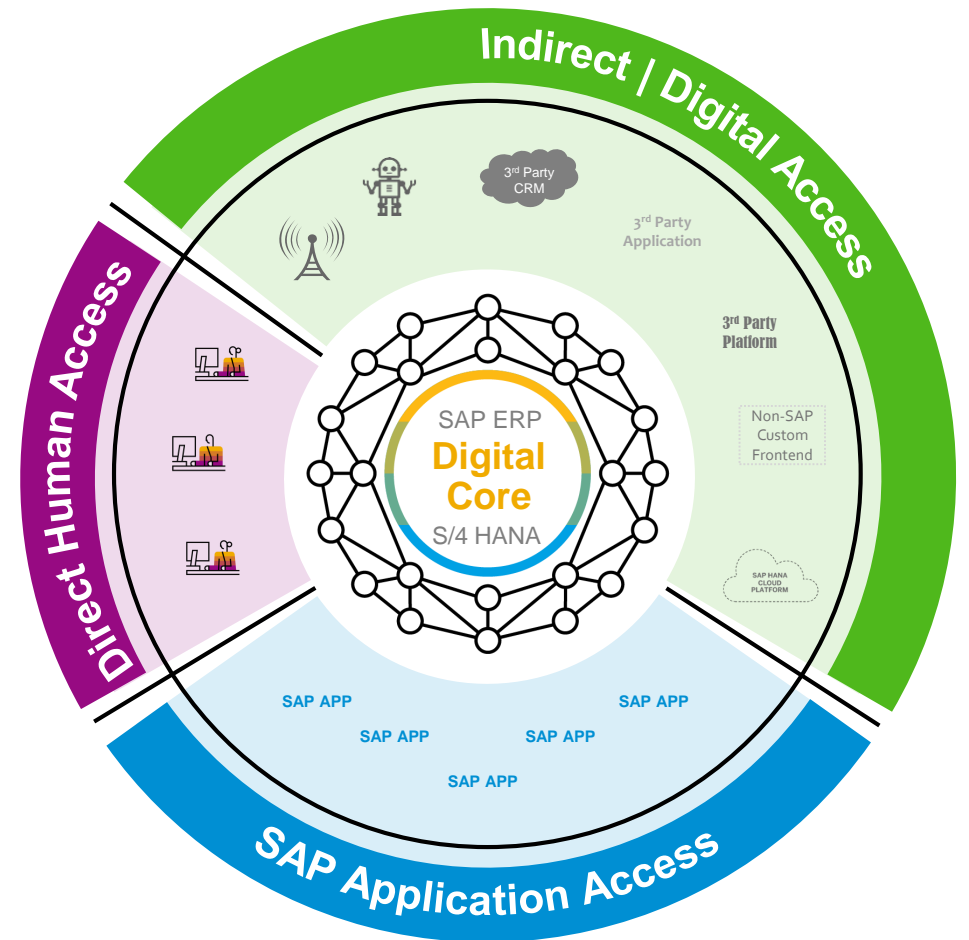 Indirect | Digital Access
3rd Party
CRM
3rd Party
Application
3rd Party
Platform
Non-SAP
Custom
Frontend
SAP HANA
CLOUD
PLATFORM
Direct Human Access
SAP ERP
Digital
Core
S/4 HANA
SAP APP
SAP APP
SAP APP
SAP APP
SAP APP
SAP Application Access